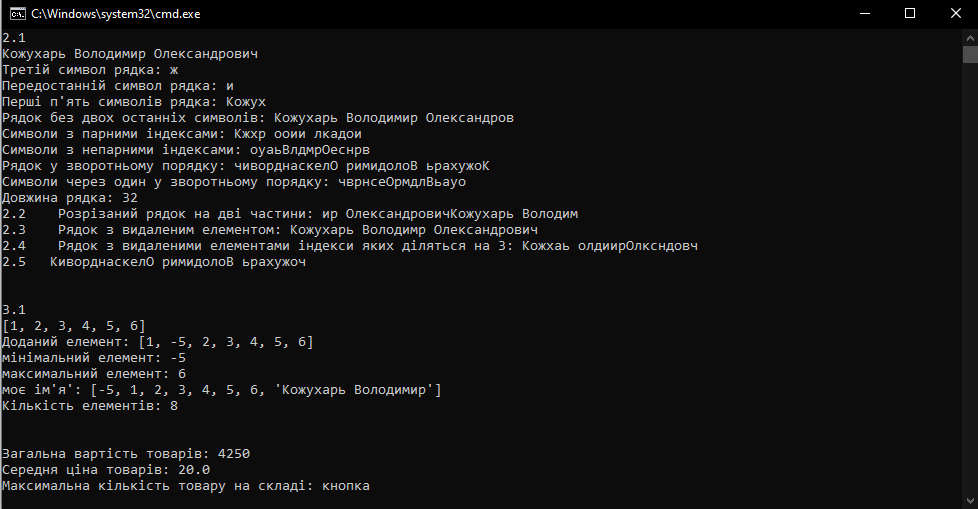 C:\Windows\system32\cmd.exe
2.1
Кожухарь Володимир Олександрович
Третій символ рядка: ж
Передостанній символ рядка: и
Перші п'ять символів рядка: Кожух
Рядок без двох останніх символів: Кожухарь Володимир Олександров
Символи з парними індексами: Кжхр ооии лкадои
Символи з непарними індексами: оуаьВлдмрОеснрв
Рядок у зворотньому порядку: чиворднаскелО римидолоВ ьрахужоК
Символи через один у зворотньому порядку: чврнсеОрмдлВьауо
Довжина рядка: 32
2.2    Розрізаний рядок на дві частини: ир ОлександровичКожухарь Володим
2.3    Рядок з видаленим елементом: Кожухарь Володимр Олександрович
2.4    Рядок з видаленими елементами індекси яких діляться на 3: Кожхаь олдиирОлксндовч
2.5   КиворднаскелО римидолоВ ьрахужоч
3.1
[1, 2, 3, 4, 5, 6]
Доданий елемент: [1, -5, 2, 3, 4, 5, 6]
мінімальний елемент: -5
максимальний елемент: 6
моє ім'я': [-5, 1, 2, 3, 4, 5, 6, 'Кожухарь Володимир']
Кількість елементів: 8
Загальна вартість товарів: 4250
Середня ціна товарів: 20.0
Максимальна кількість товару на складі: кнопка